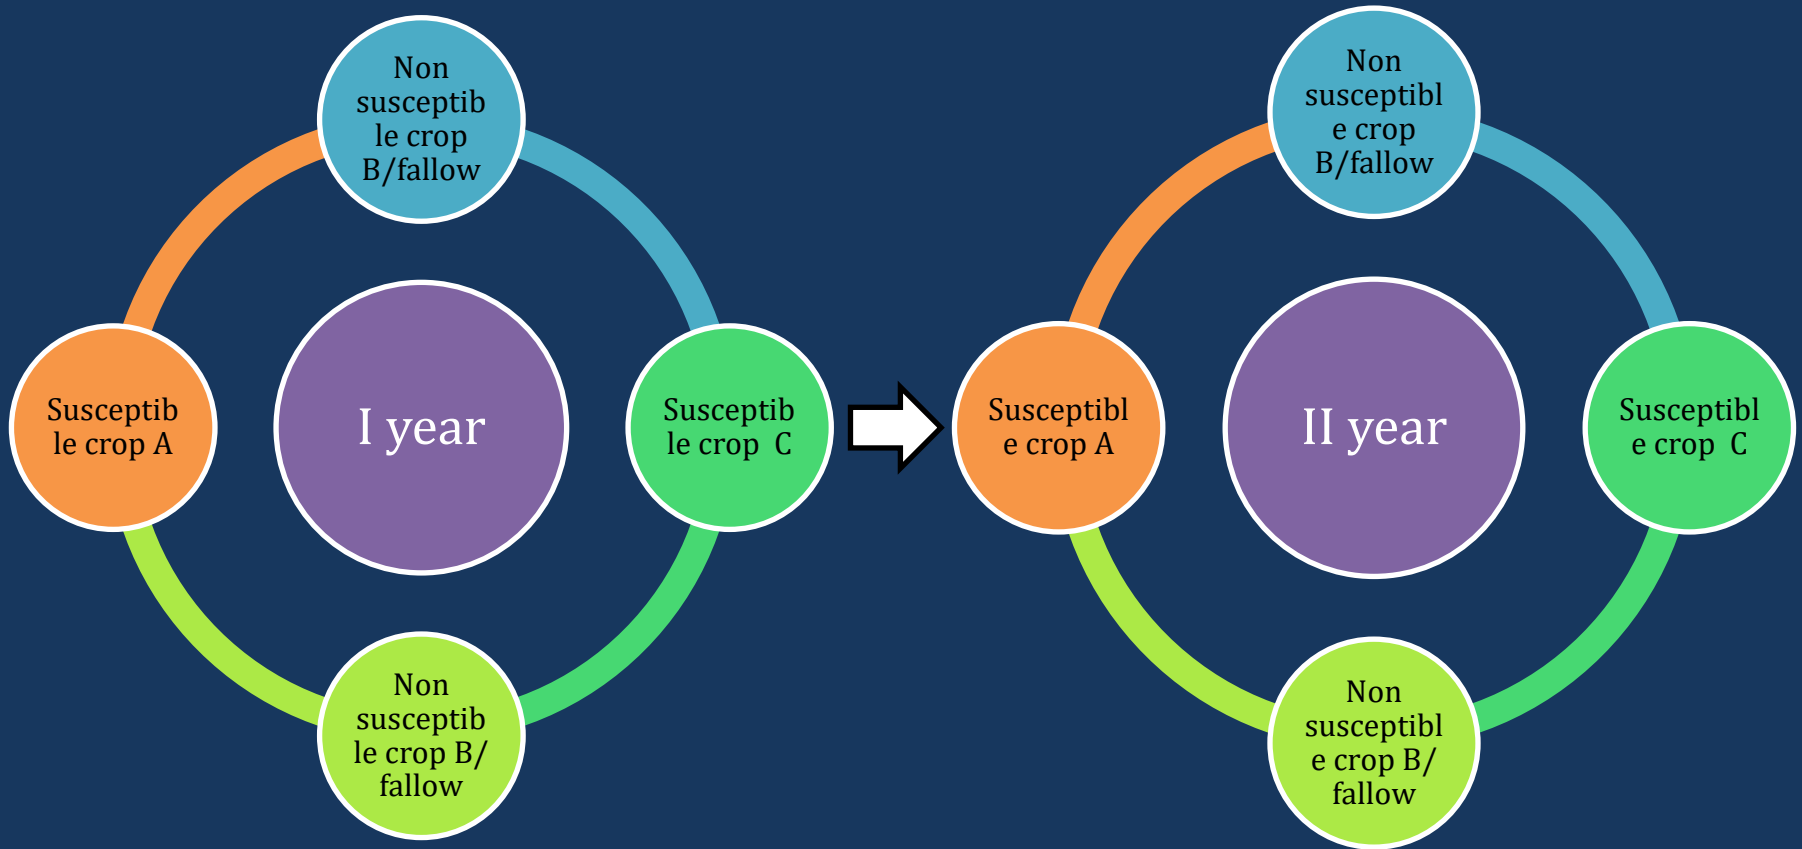 Non
susceptib
le crop
B/fallow
Susceptib
le crop A
I year
Susceptib
le crop  C
Non
susceptib
le crop B/
fallow
Non
susceptibl
e crop
B/fallow
Susceptibl
e crop A
II year
Susceptibl
e crop  C
Non
susceptibl
e crop B/
fallow